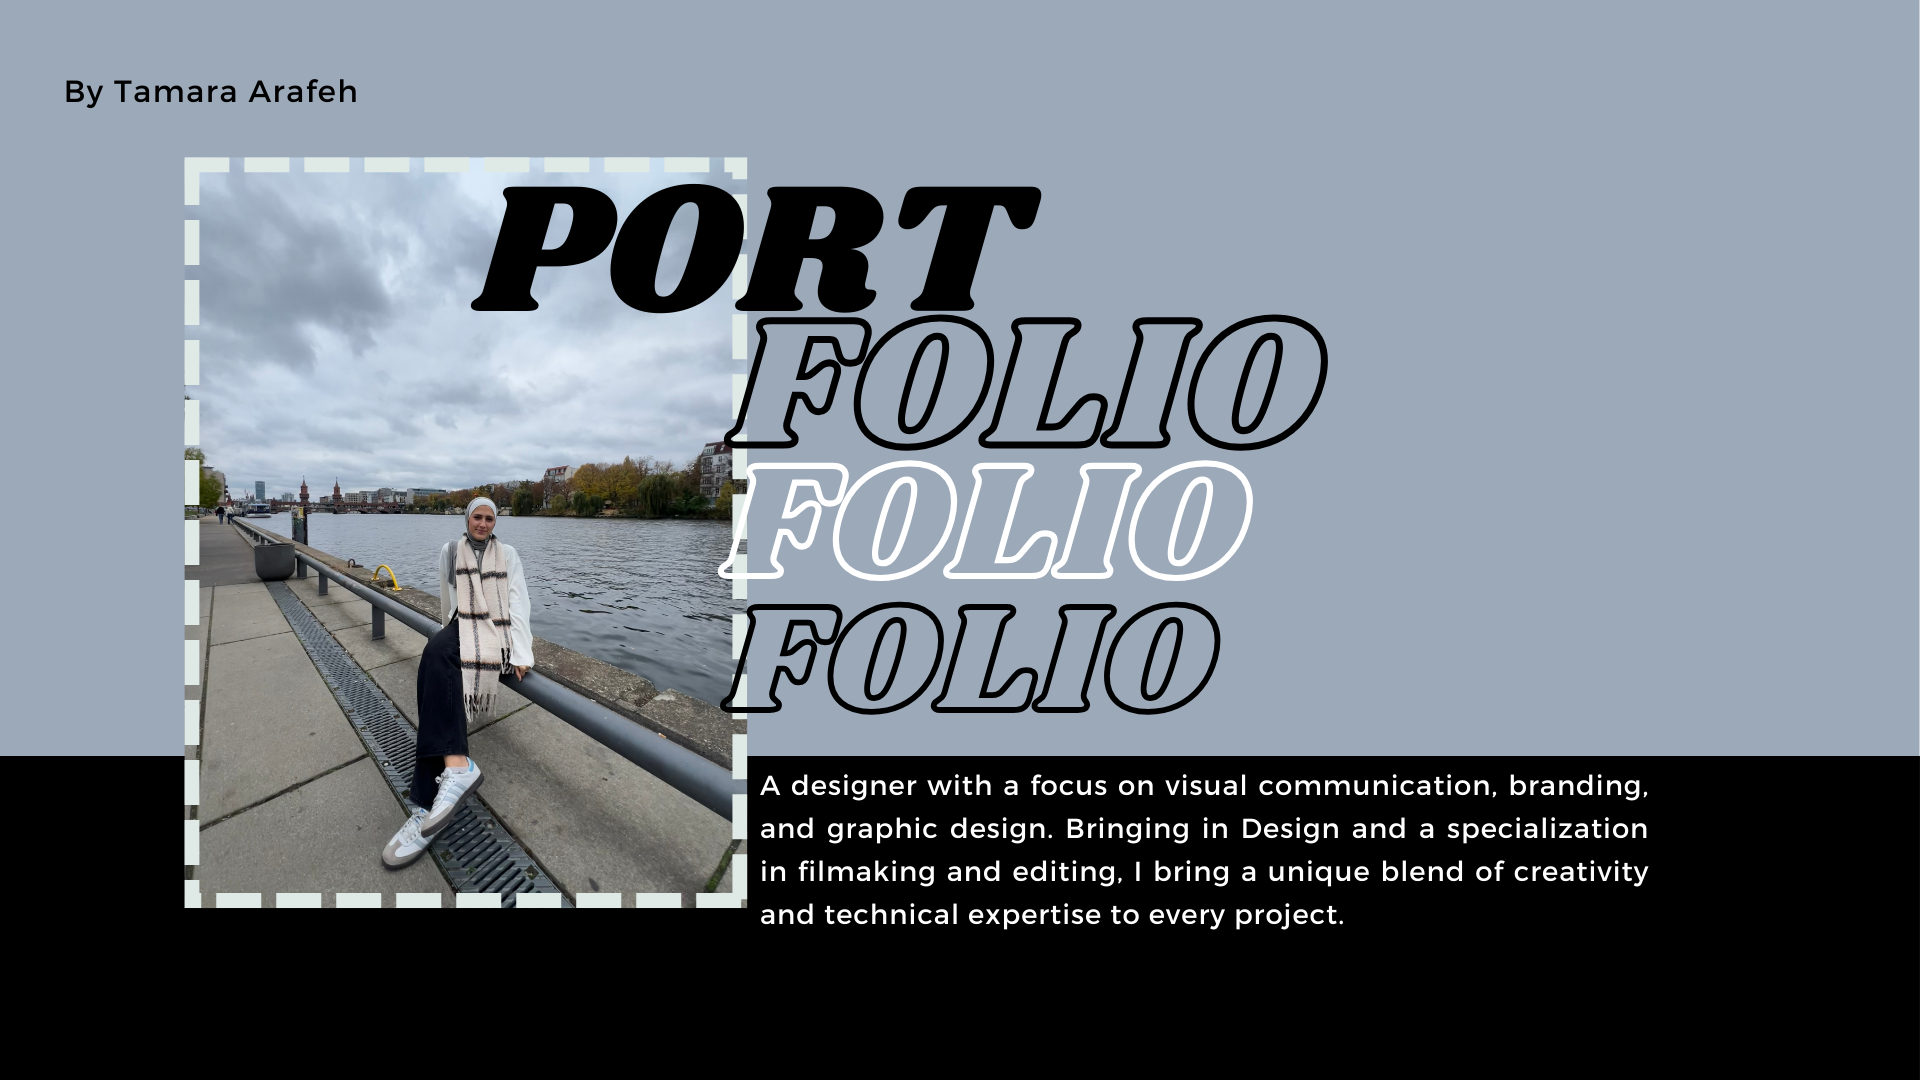 By Tamara Arafeh
PORT
FOLIO
FOLIO
FOLIO
A designer with a focus on visual communication, branding,
and graphic design. Bringing in Design and a specialization
in filmaking and editing, I bring a unique blend of creativity
and technical expertise to every project.